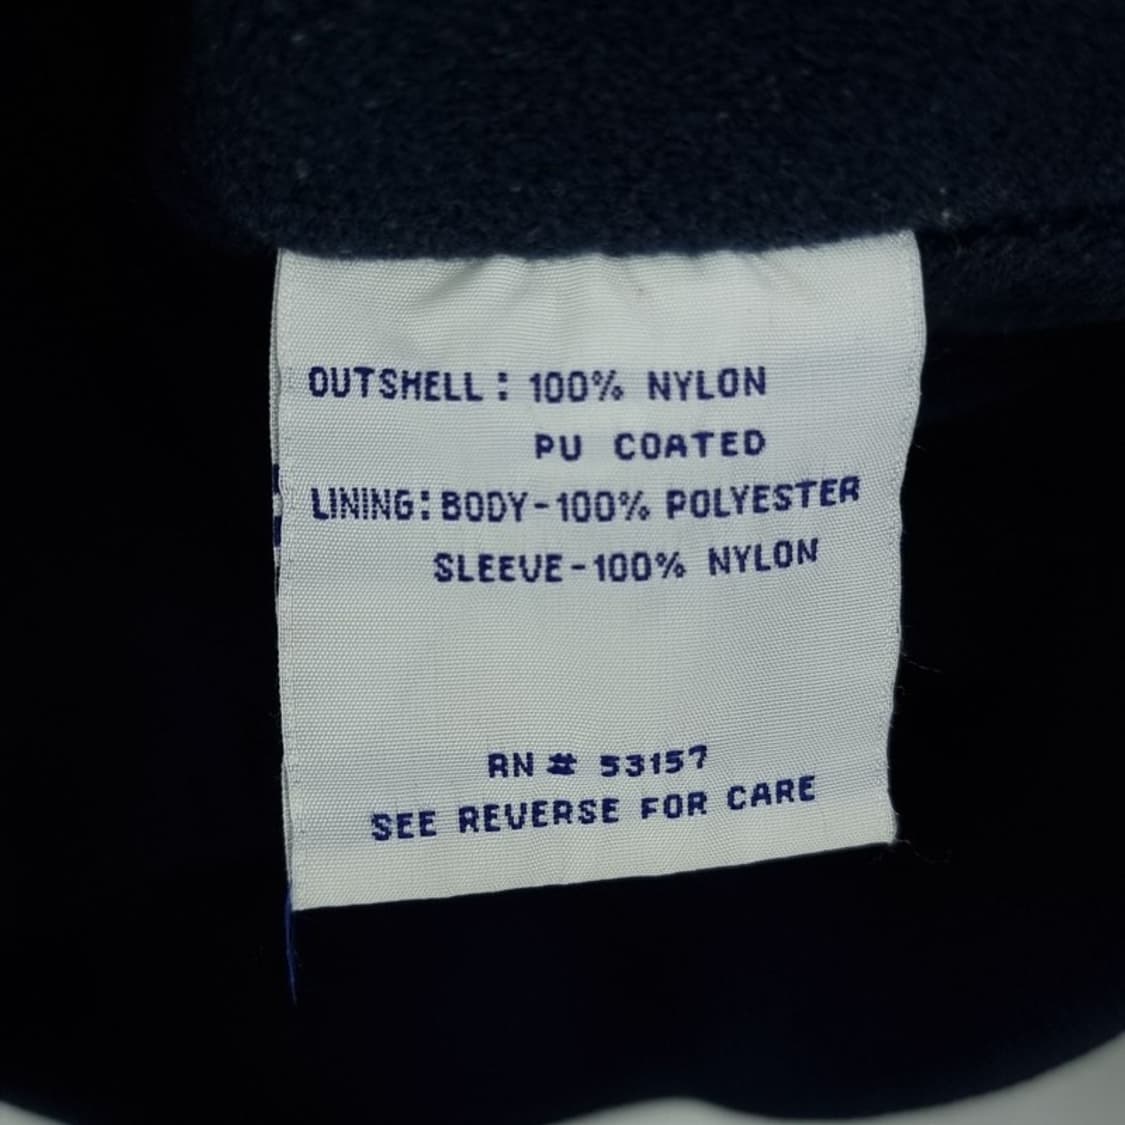 OUTSHELL: 100% NYLON
PU COATED
LINING: BODY-100% POLYESTER
SLEEVE-100% NYLON
RN # 53157
SEE REVERSE FOR CARE